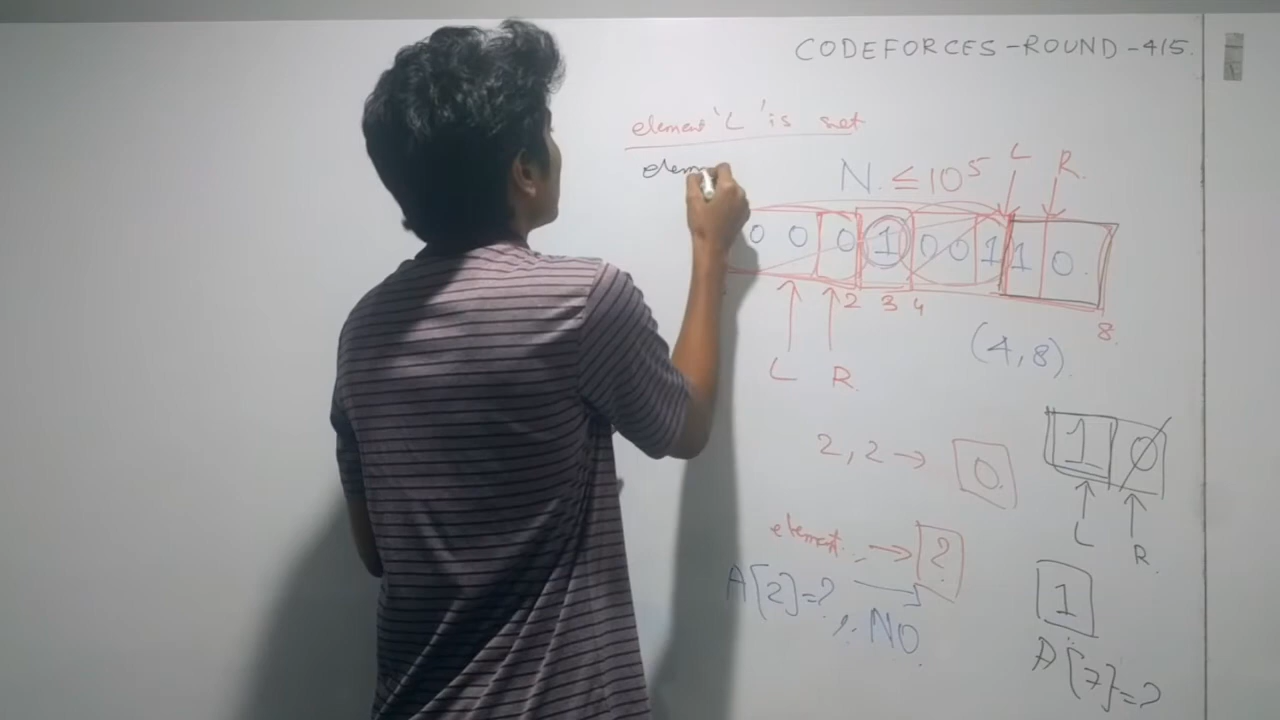 CODEFORCES-ROUND-415.
element 'L' is set
elem
N. ≤ 10^5
L R.
0 0 0 1 0 0 1 1 0.
2 3 4 8
L R.
(4,8).
2,2 → 0.
1 0
L R.
element. → 2
A[2]=? NO.
1
A[7]=?